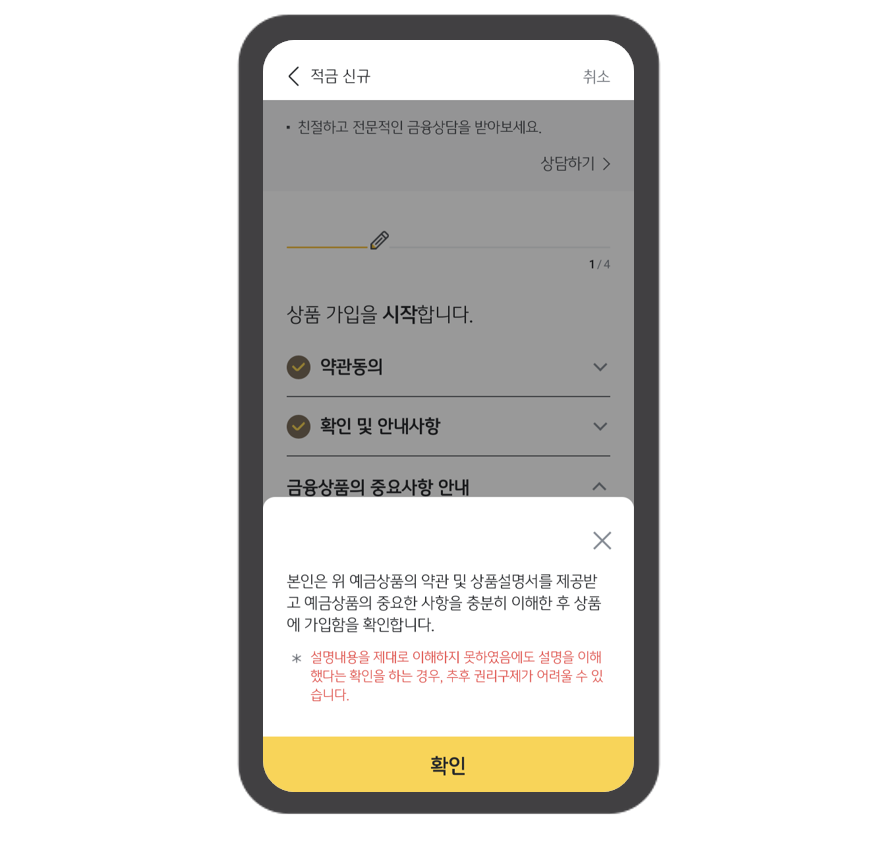 적금 신규
취소
• 친절하고 전문적인 금융상담을 받아보세요.
상담하기
1 / 4
상품 가입을 시작합니다.
약관동의
확인 및 안내사항
금융상품의 중요사항 안내
본인은 위 예금상품의 약관 및 상품설명서를 제공받
고 예금상품의 중요한 사항을 충분히 이해한 후 상품
에 가입함을 확인합니다.
* 설명내용을 제대로 이해하지 못하였음에도 설명을 이해
했다는 확인을 하는 경우, 추후 권리구제가 어려울 수 있
습니다.
확인